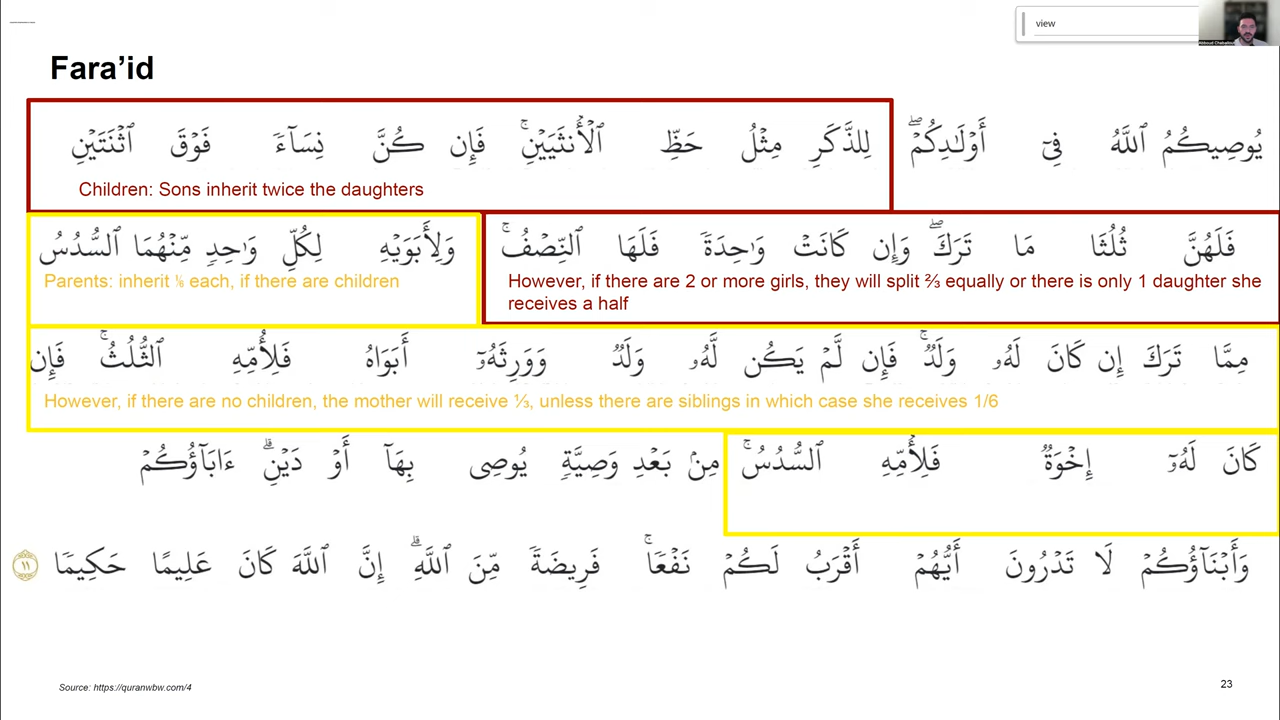 view
Fara’id
يُوصِيكُمُ ٱللَّهُ فِىٓ أَوْلَـٰدِكُمْ ۖ لِلذَّكَرِ مِثْلُ حَظِّ ٱلْأُنثَيَيْنِ ۚ فَإِن كُنَّ نِسَآءً فَوْقَ ٱثْنَتَيْنِ
Children: Sons inherit twice the daughters
فَلَهُنَّ ثُلُثَا مَا تَرَكَ ۖ وَإِن كَانَتْ وَٰحِدَةً فَلَهَا ٱلنِّصْفُ ۚ وَلِأَبَوَيْهِ لِكُلِّ وَٰحِدٍ مِّنْهُمَا ٱلسُّدُسُ
However, if there are 2 or more girls, they will split ⅔ equally or there is only 1 daughter she
receives a half
Parents: inherit ⅙ each, if there are children
مِمَّا تَرَكَ إِن كَانَ لَهُۥ وَلَدٌ ۚ فَإِن لَّمْ يَكُن لَّهُۥ وَلَدٌ وَوَرِثَهُۥٓ أَبَوَاهُ فَلِأُمِّهِ ٱلثُّلُثُ ۚ فَإِن
However, if there are no children, the mother will receive ⅓, unless there are siblings in which case she receives 1/6
كَانَ لَهُۥٓ إِخْوَةٌ فَلِأُمِّهِ ٱلسُّدُسُ ۚ مِنۢ بَعْدِ وَصِيَّةٍ يُوصِى بِهَآ أَوْ دَيْنٍ ۗ ءَابَآؤُكُمْ
وَأَبْنَآؤُكُمْ لَا تَدْرُونَ أَيُّهُمْ أَقْرَبُ لَكُمْ نَفْعًا ۚ فَرِيضَةً مِّنَ ٱللَّهِ ۗ إِنَّ ٱللَّهَ كَانَ عَلِيمًا حَكِيمًا ١١
Source: https://quranwbw.com/4
23